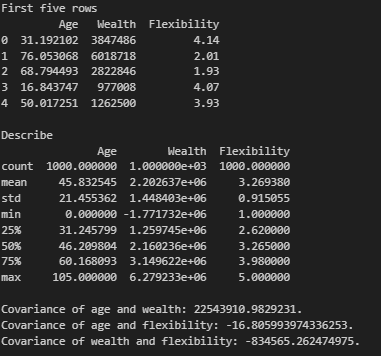 First five rows
Age Wealth Flexibility
0 31.192102 3847486 4.14
1 76.053068 6018718 2.01
2 68.794493 2822846 1.93
3 16.843747 977008 4.07
4 50.017251 1262500 3.93
Describe
Age Wealth Flexibility
count 1000.000000 1.000000e+03 1000.000000
mean 45.832545 2.202637e+06 3.269380
std 21.455362 1.448403e+06 0.915055
min 0.000000 -1.771732e+06 1.000000
25% 31.245799 1.259745e+06 2.620000
50% 46.209804 2.160236e+06 3.265000
75% 60.168093 3.149622e+06 3.980000
max 105.000000 6.279233e+06 5.000000
Covariance of age and wealth: 22543910.9829231.
Covariance of age and flexibility: -16.805993974336253.
Covariance of wealth and flexibility: -834565.262474975.